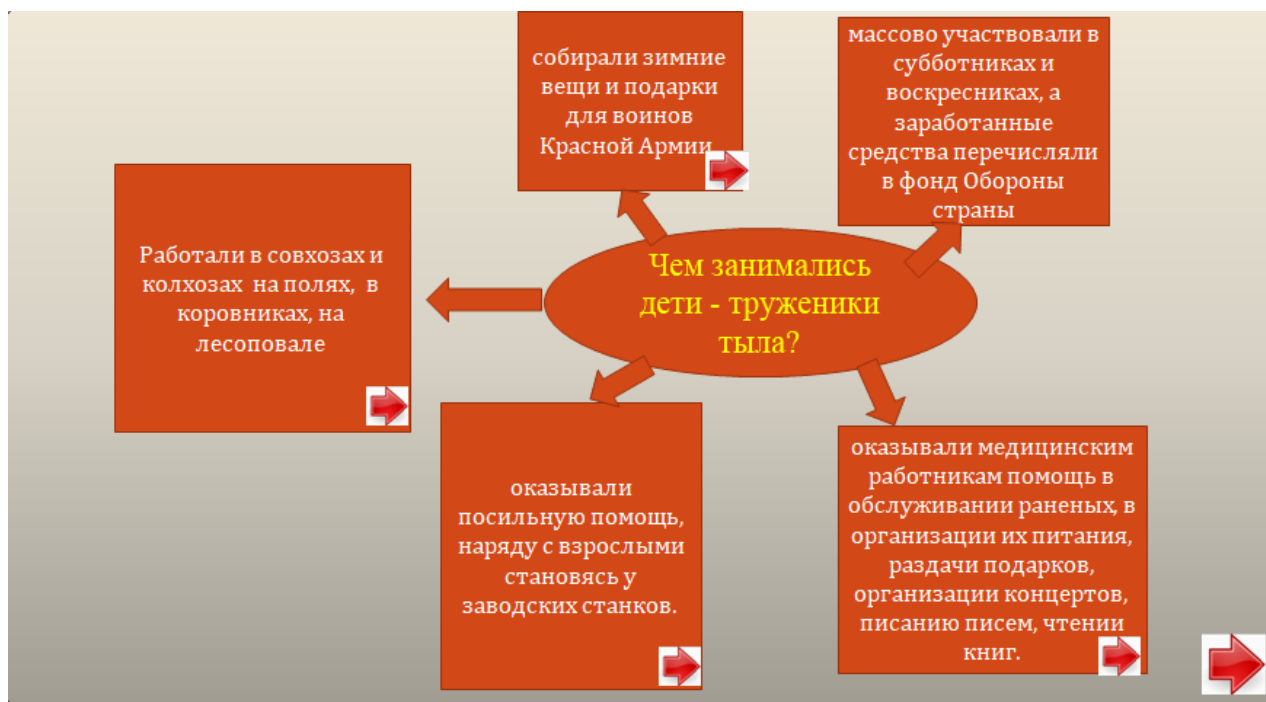 собирали зимние
вещи и подарки
для воинов
Красной Армии
массово участвовали в
субботниках и
воскресниках, а
заработанные
средства перечисляли
в фонд Обороны
страны
Работали в совхозах и
колхозах на полях, в
коровниках, на
лесоповале
Чем занимались
дети - труженики
тыла?
оказывали
посильную помощь,
наряду с взрослыми
становясь у
заводских станков.
оказывали медицинским
работникам помощь в
обслуживании раненых, в
организации их питания,
раздачи подарков,
организации концертов,
писанию писем, чтении
книг.